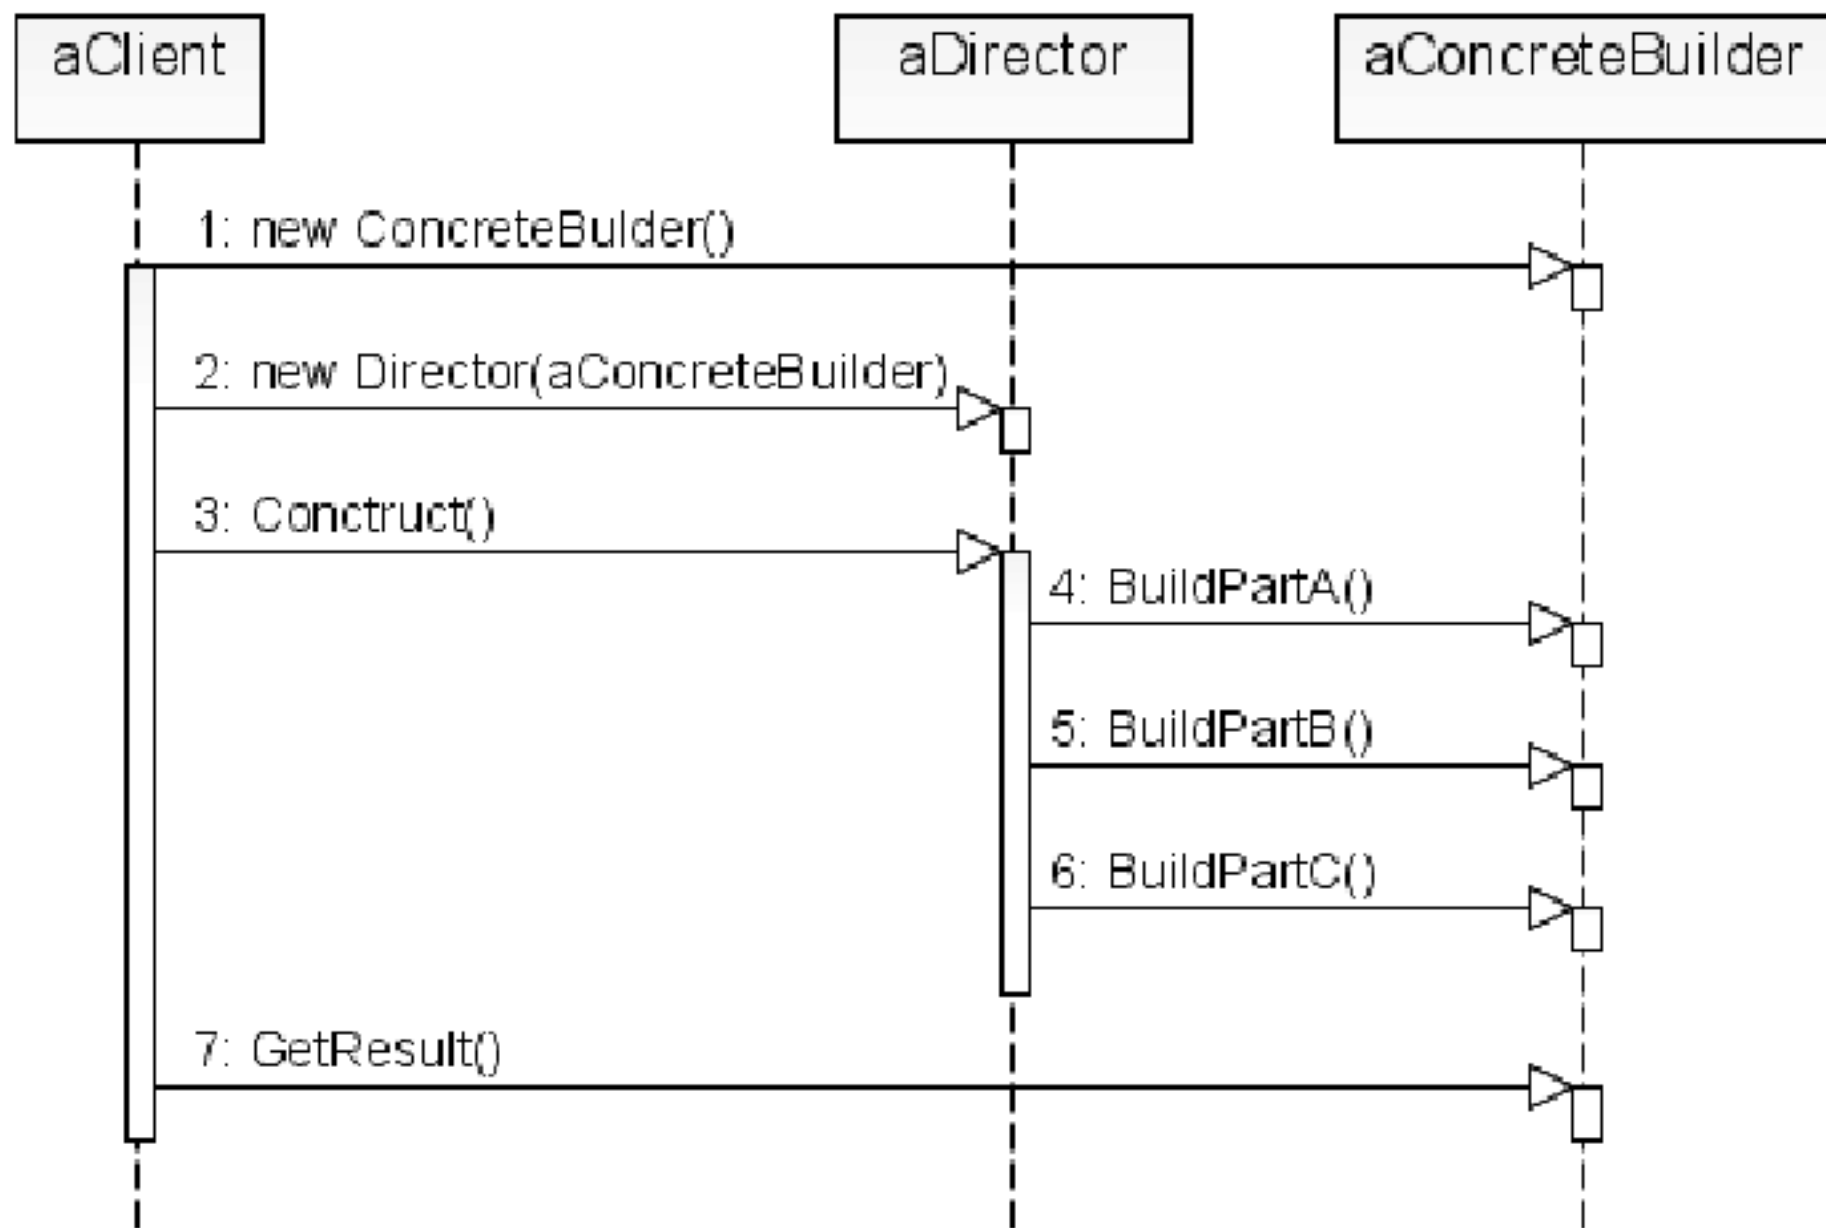 aClient
aDirector
aConcreteBuilder
1: new ConcreteBulder()
2: new Director(aConcreteBuilder)
3: Conctruct()
4: BuildPartA()
5: BuildPartB()
6: BuildPartC()
7: GetResult()